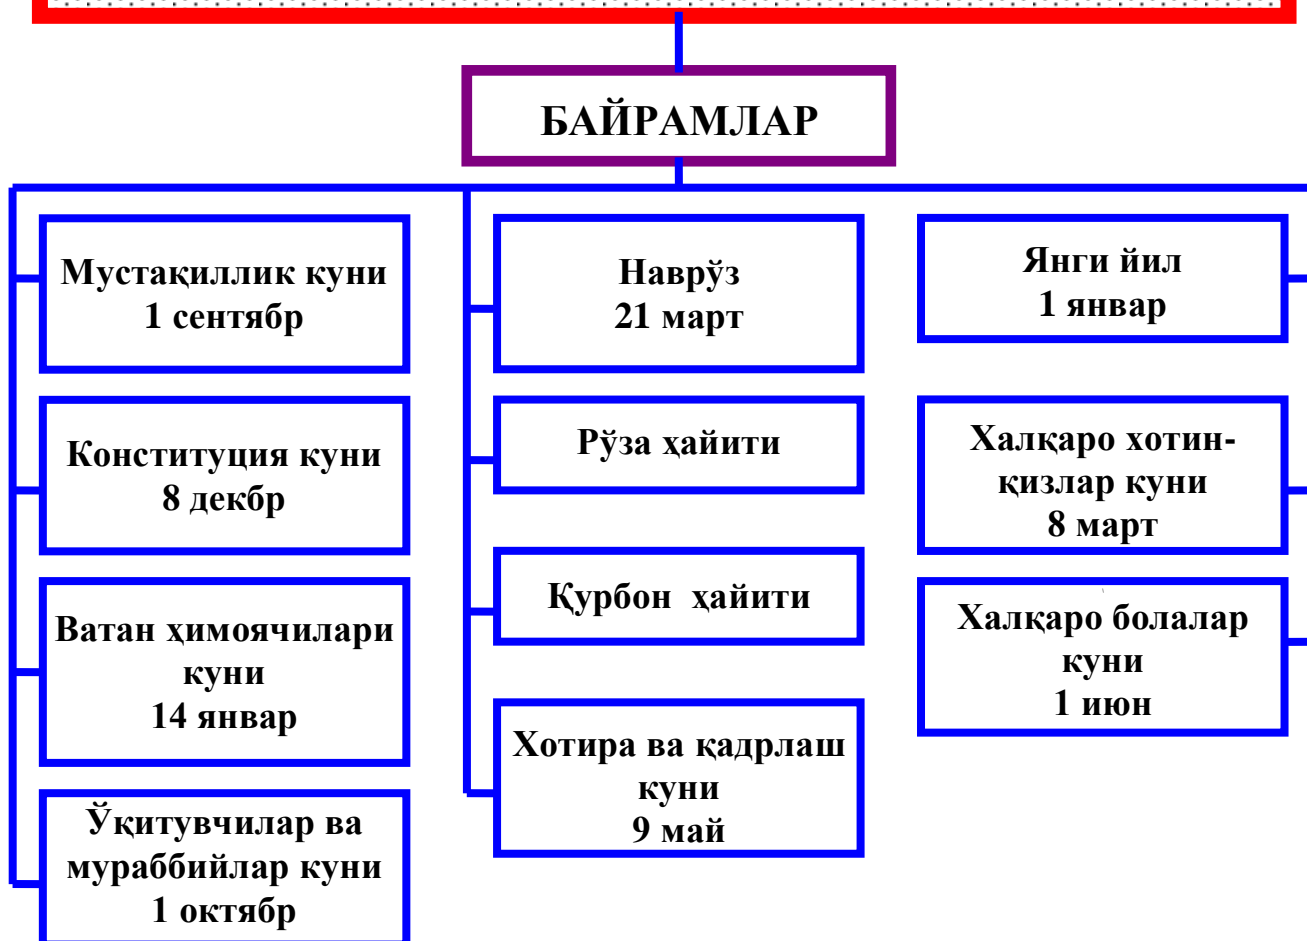 БАЙРАМЛАР
Мустақиллик куни
1 сентябр
Конституция куни
8 декбр
Ватан ҳимоячилари
куни
14 январ
Ўқитувчилар ва
мураббийлар куни
1 октябр
Наврўз
21 март
Рўза ҳайити
Қурбон ҳайити
Хотира ва қадрлаш
куни
9 май
Янги йил
1 январ
Халқаро хотин-
қизлар куни
8 март
Халқаро болалар
куни
1 июн